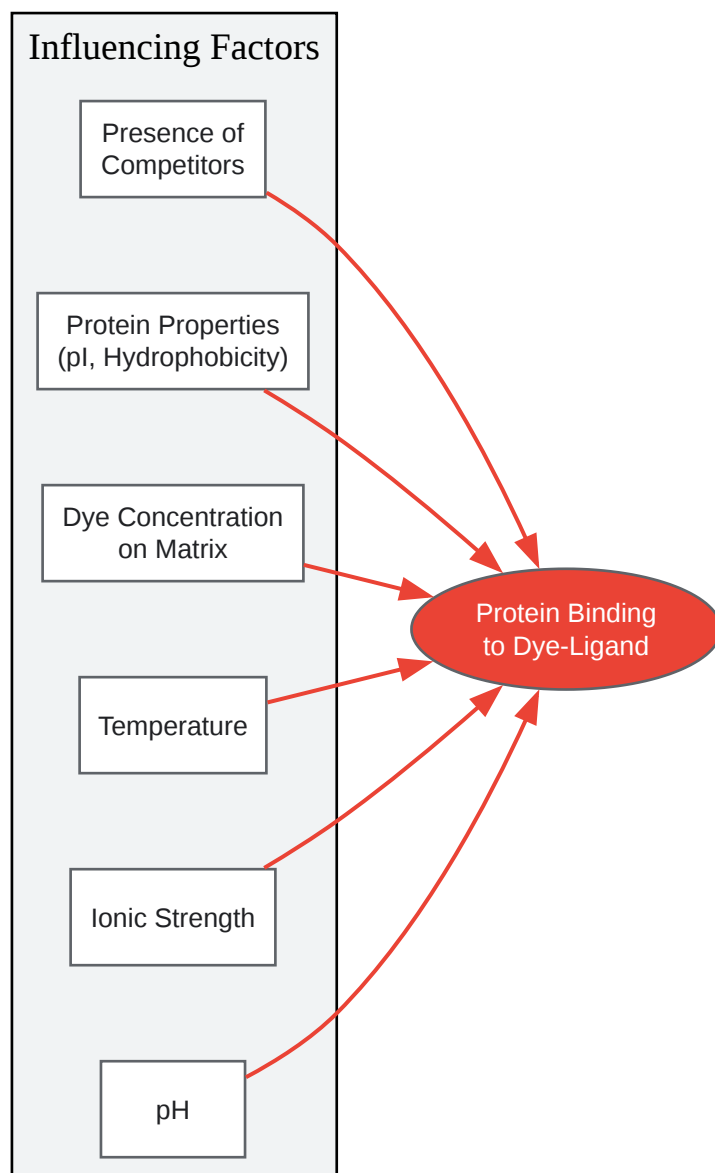 Influencing Factors
Presence of
Competitors
Protein Properties
(pI, Hydrophobicity)
Dye Concentration
on Matrix
Protein Binding
to Dye-Ligand
Temperature
Ionic Strength
pH